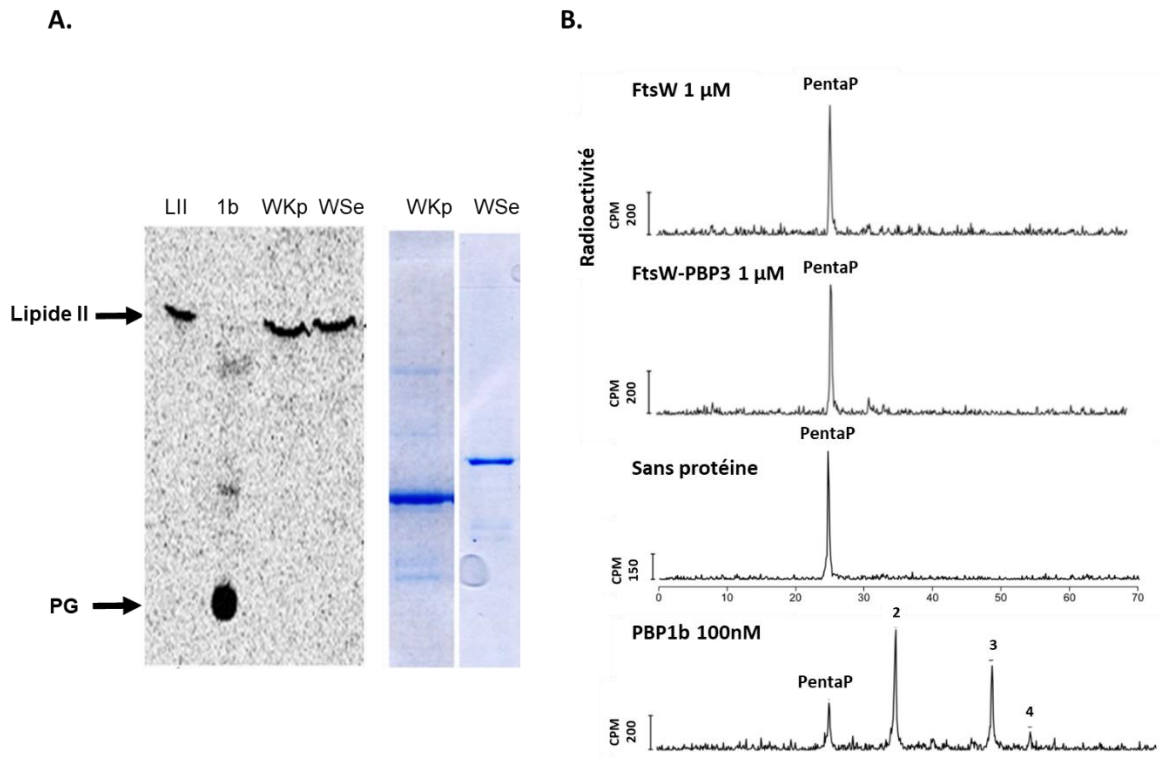 A.
B.
LII 1b WKp WSe
WKp WSe
Lipide II
PG
Radioactivité
FtsW 1 µM
PentaP
CPM
200
FtsW-PBP3 1 µM
PentaP
CPM
200
Sans protéine
PentaP
CPM
150
0 10 20 30 40 50 60 70
PBP1b 100nM
PentaP
2
3
4
CPM
200